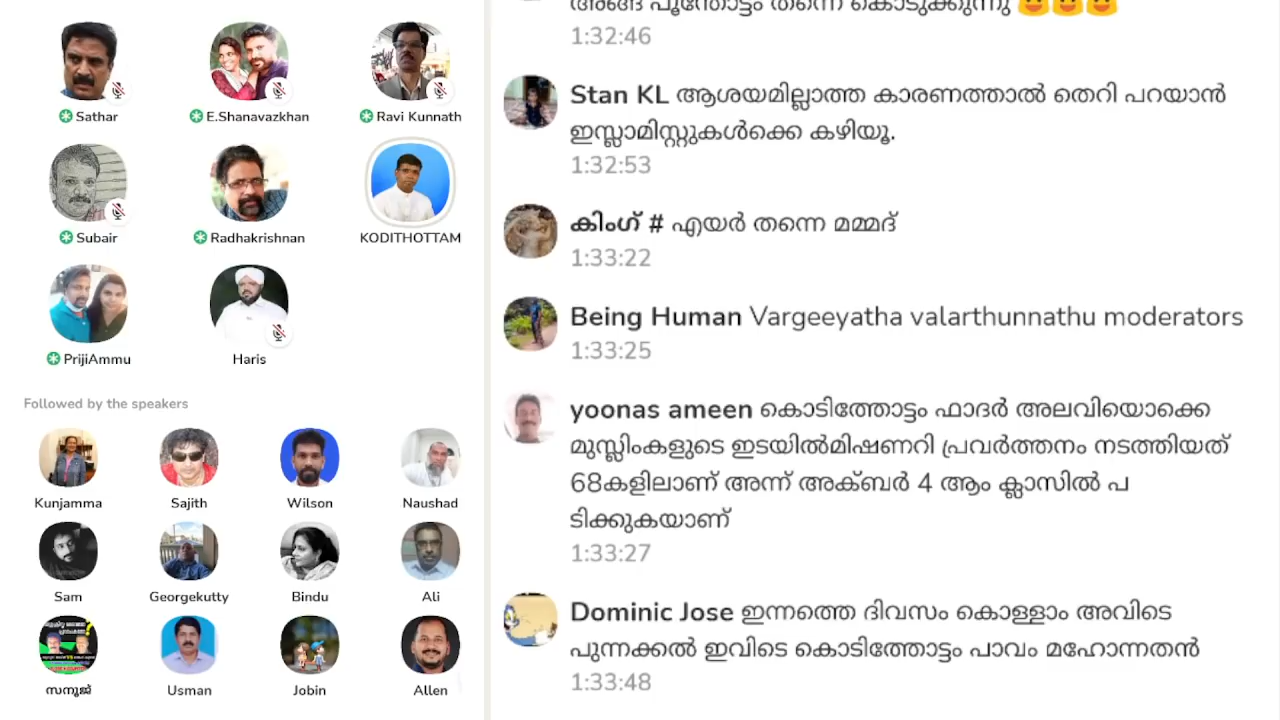 അങ്ങ് പൂന്തോട്ടം തന്നെ കൊടുക്കുന്നു
1:32:46
Sathar E.Shanavazkhan Ravi Kunnath
Subair Radhakrishnan KODITHOTTAM
PrijiAmmu Haris
Followed by the speakers
Kunjamma Sajith Wilson Naushad
Sam Georgekutty Bindu Ali
സനൂജ് Usman Jobin Allen
Stan KL ആശയമില്ലാത്ത കാരണത്താൽ തെറി പറയാൻ
ഇസ്ലാമിസ്റ്റുകൾക്കെ കഴിയൂ.
1:32:53
കിംഗ് # എയർ തന്നെ മമ്മദ്
1:33:22
Being Human Vargeeyatha valarthunnathu moderators
1:33:25
yoonas ameen കൊടിത്തോട്ടം ഫാദർ അലവിയൊക്കെ
മുസ്ലിംകളുടെ ഇടയിൽമിഷണറി പ്രവർത്തനം നടത്തിയത്
68കളിലാണ് അന്ന് അക്ബർ 4 ആം ക്ലാസിൽ പ
ടിക്കുകയാണ്
1:33:27
Dominic Jose ഇന്നത്തെ ദിവസം കൊള്ളാം അവിടെ
പുന്നക്കൽ ഇവിടെ കൊടിത്തോട്ടം പാവം മഹോന്നതൻ
1:33:48